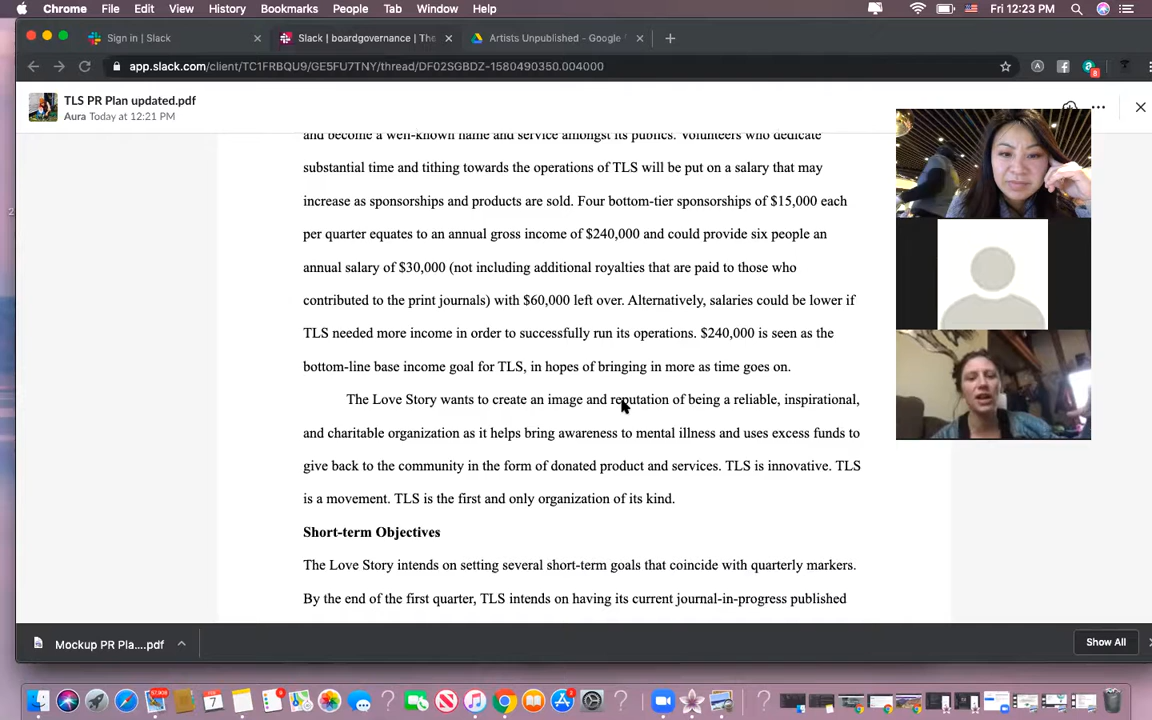 Chrome File Edit View History Bookmarks People Tab Window Help Fri 12:23 PM
Sign in | Slack
Slack | boardgovernance | The
Artists Unpublished - Google
app.slack.com/client/TC1FRBQU9/GE5FU7TNY/thread/DF02SGBDZ-1580490350.004000
TLS PR Plan updated.pdf
Aura Today at 12:21 PM
and become a well-known name and service amongst its publics. Volunteers who dedicate
substantial time and tithing towards the operations of TLS will be put on a salary that may
increase as sponsorships and products are sold. Four bottom-tier sponsorships of $15,000 each
per quarter equates to an annual gross income of $240,000 and could provide six people an
annual salary of $30,000 (not including additional royalties that are paid to those who
contributed to the print journals) with $60,000 left over. Alternatively, salaries could be lower if
TLS needed more income in order to successfully run its operations. $240,000 is seen as the
bottom-line base income goal for TLS, in hopes of bringing in more as time goes on.
The Love Story wants to create an image and reputation of being a reliable, inspirational,
and charitable organization as it helps bring awareness to mental illness and uses excess funds to
give back to the community in the form of donated product and services. TLS is innovative. TLS
is a movement. TLS is the first and only organization of its kind.
Short-term Objectives
The Love Story intends on setting several short-term goals that coincide with quarterly markers.
By the end of the first quarter, TLS intends on having its current journal-in-progress published
Mockup PR Pla....pdf
Show All